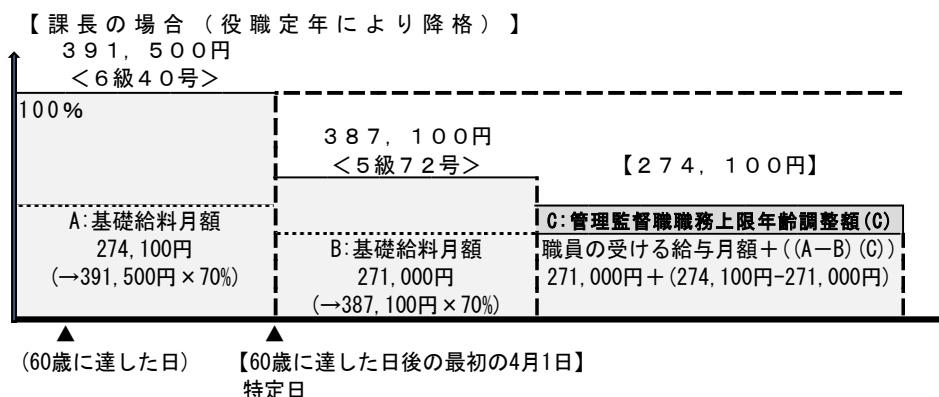 【課長の場合（役職定年により降格）】
３９１，５００円
＜６級４０号＞
100%
３８７，１００円
＜５級７２号＞
【２７４，１００円】
A:基礎給料月額
274,100円
(→391,500円×70%)
B:基礎給料月額
271,000円
(→387,100円×70%)
C:管理監督職職務上限年齢調整額(C)
職員の受ける給与月額＋((A－B)(C))
271,000円＋(274,100円-271,000円)
▲
(60歳に達した日)
▲
【60歳に達した日後の最初の4月1日】
特定日